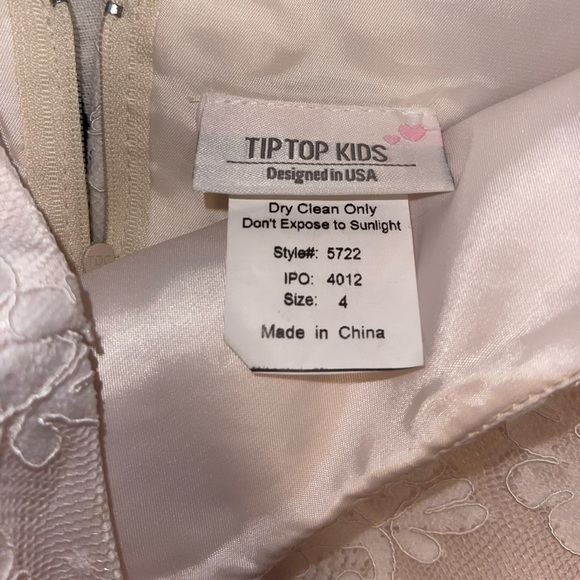 TIP TOP KIDS
Designed in USA
Dry Clean Only
Don't Expose to Sunlight
Style#: 5722
IPO: 4012
Size: 4
Made in China